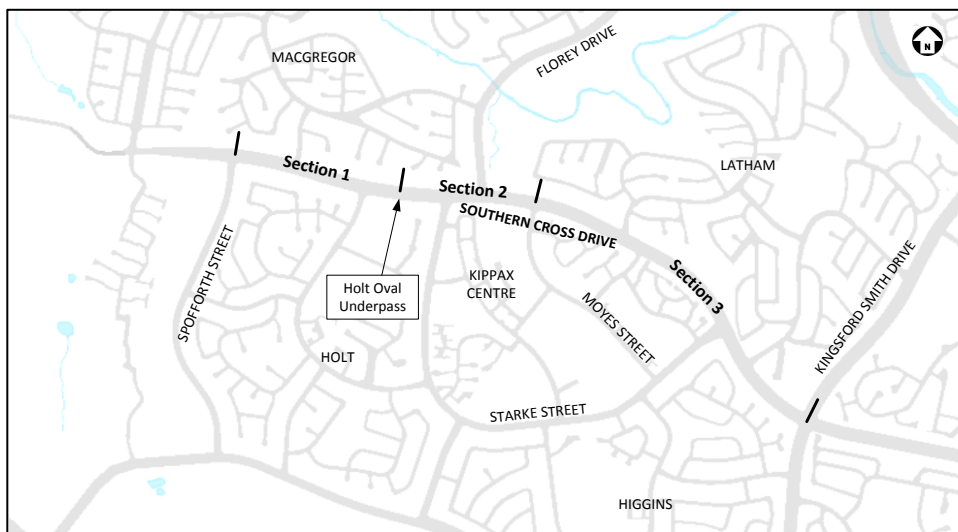 MACGREGOR
FLOREY DRIVE
N
Section 1
Section 2
LATHAM
SOUTHERN CROSS DRIVE
SPOFFORTH STREET
Holt Oval
Underpass
KIPPAX
CENTRE
Section 3
MOYES STREET
KINGSFORD SMITH DRIVE
HOLT
STARKE STREET
HIGGINS